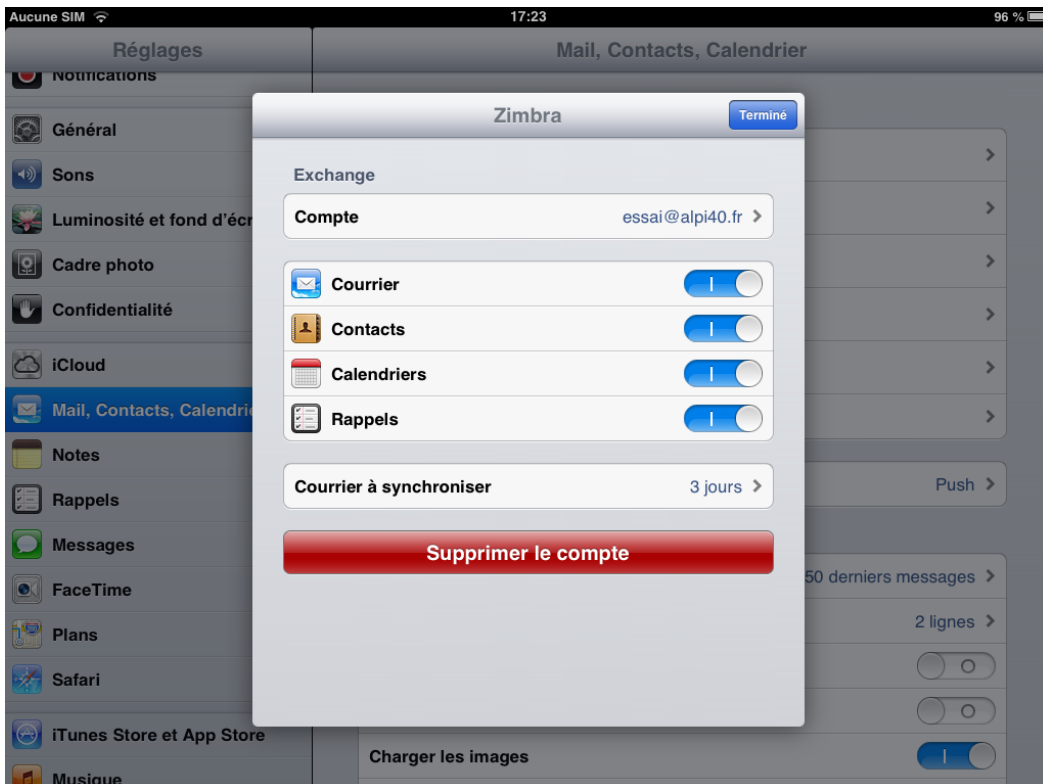 Aucune SIM
17:23
96 %
Réglages
Mail, Contacts, Calendrier
Notifications
Général
Sons
Luminosité et fond d'écr
Cadre photo
Confidentialité
iCloud
Mail, Contacts, Calendrie
Notes
Rappels
Messages
FaceTime
Plans
Safari
iTunes Store et App Store
Musique
Zimbra
Terminé
Exchange
Compte essai@alpi40.fr
Courrier
Contacts
Calendriers
Rappels
Courrier à synchroniser 3 jours
Supprimer le compte
Push
50 derniers messages
2 lignes
Charger les images